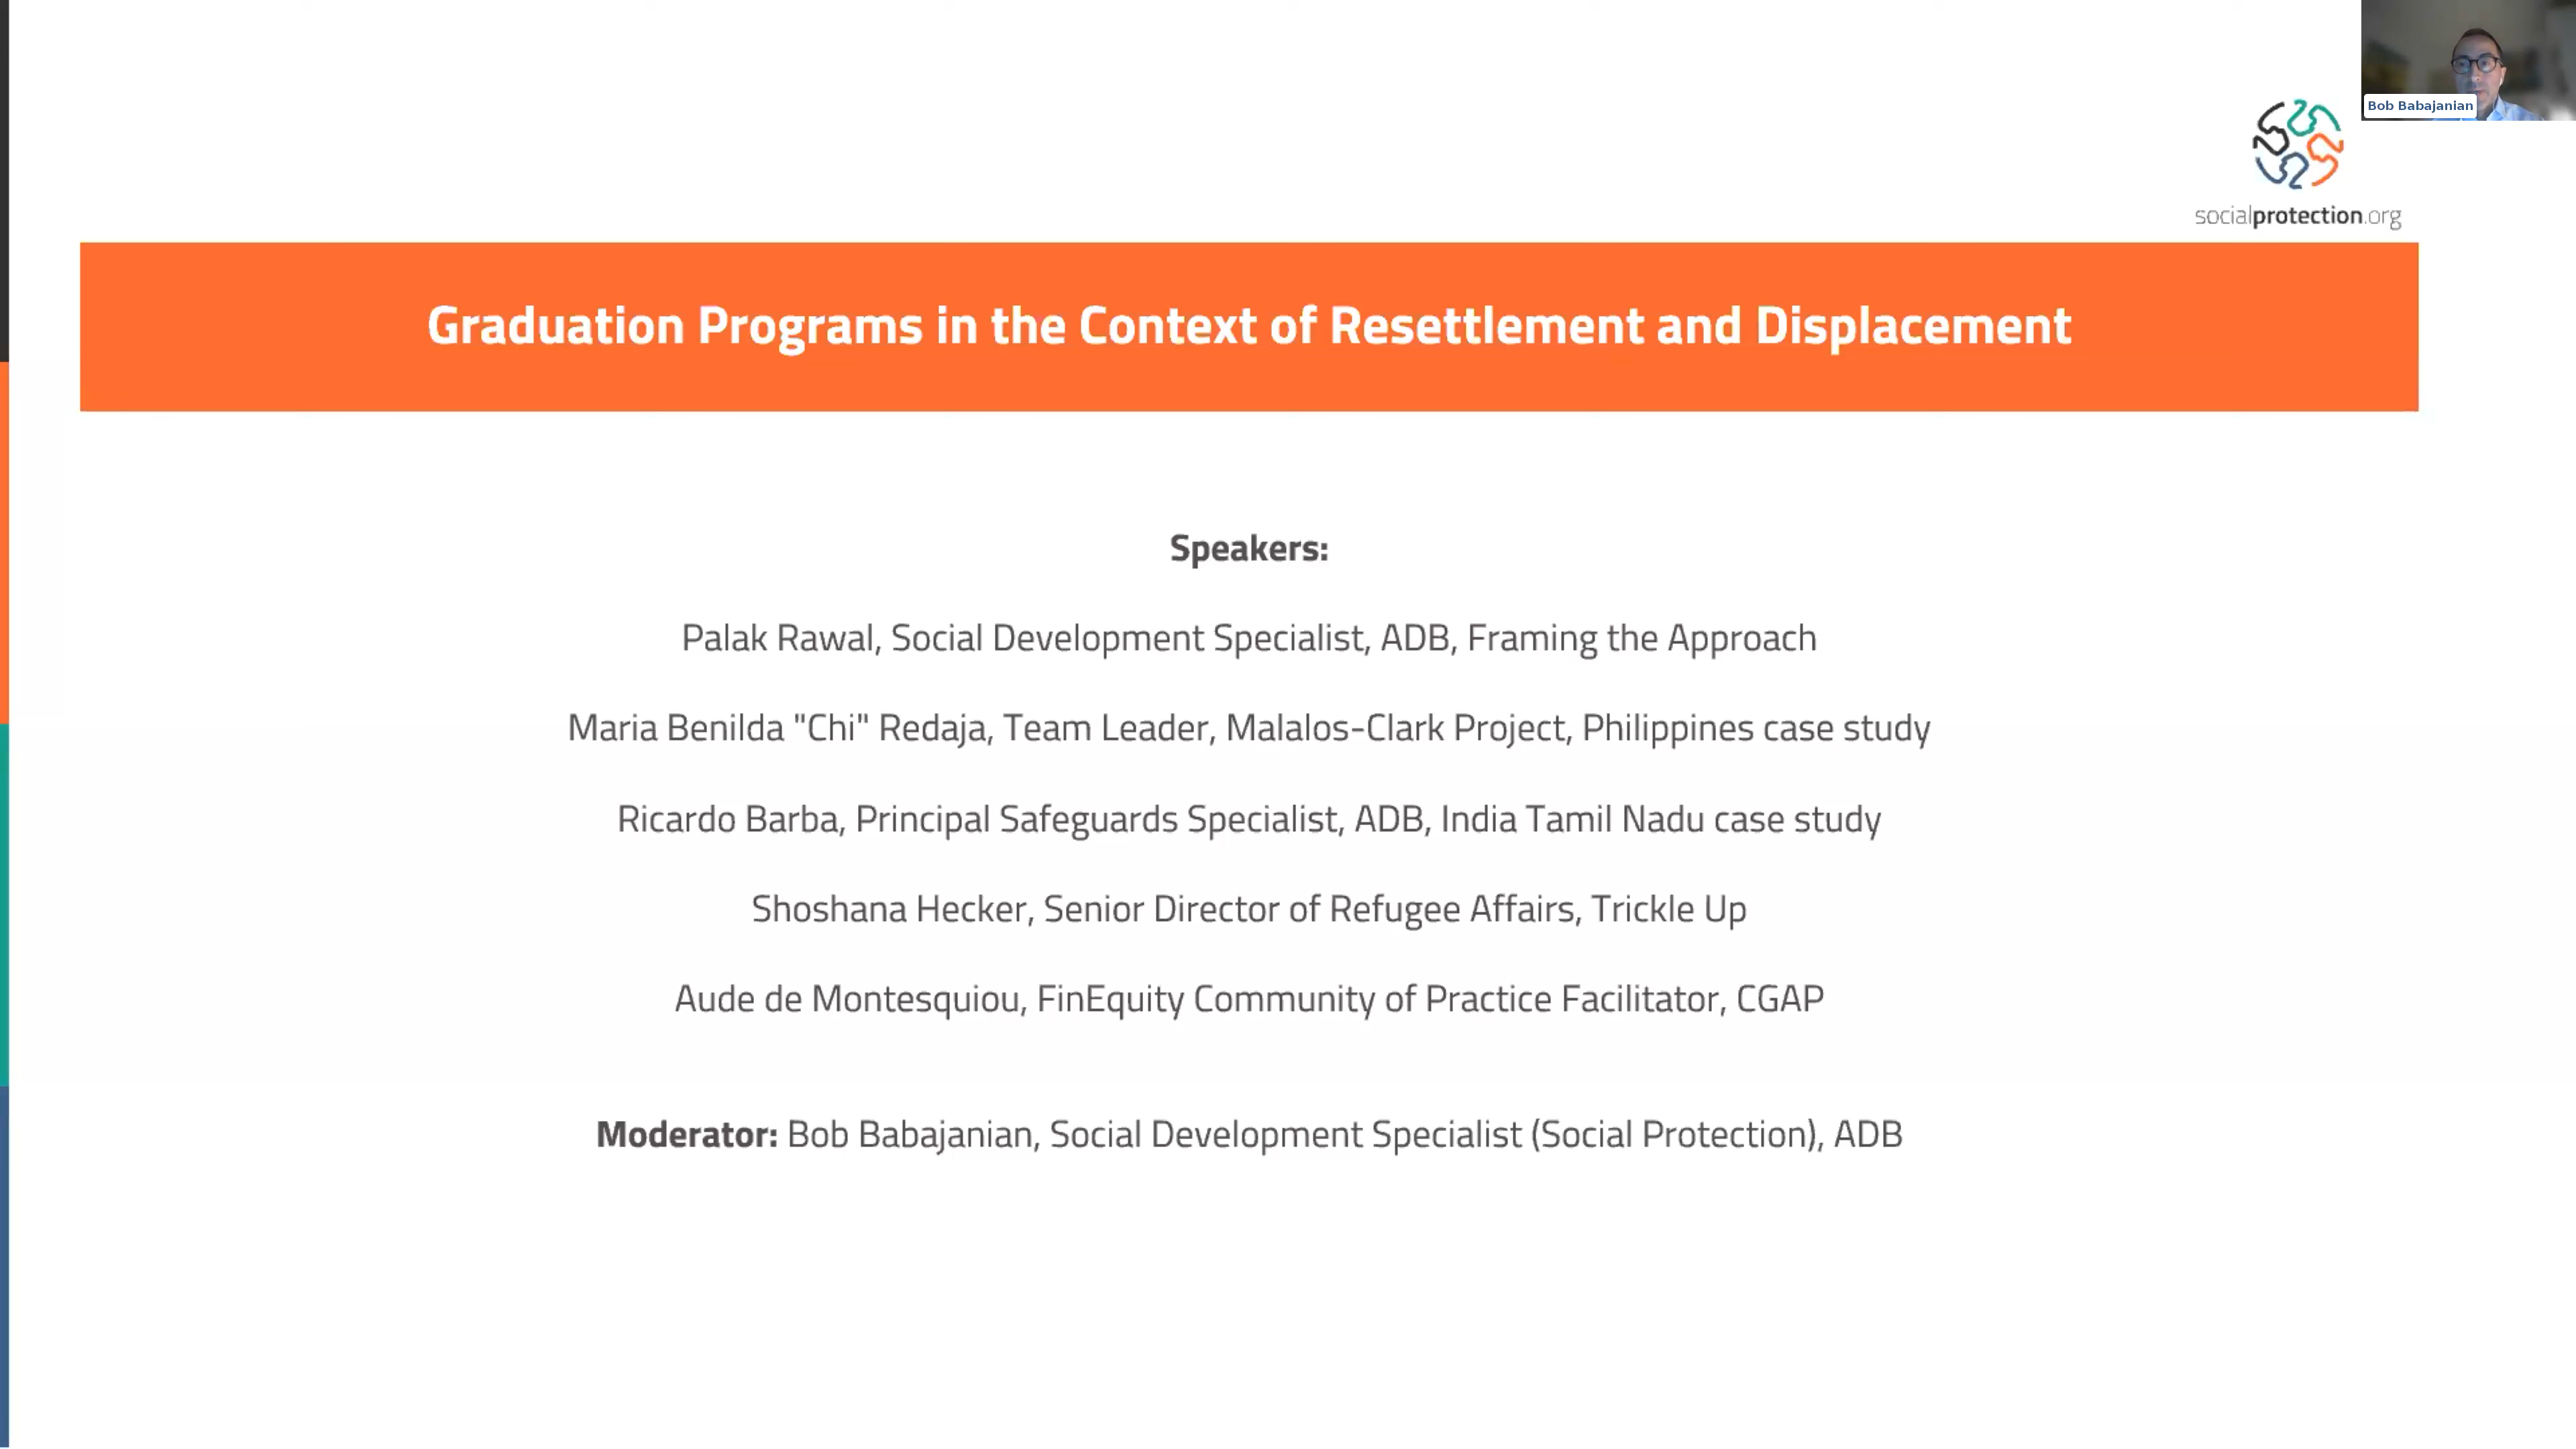 Bob Babajanian
socialprotection.org
Graduation Programs in the Context of Resettlement and Displacement
Speakers:
Palak Rawal, Social Development Specialist, ADB, Framing the Approach
Maria Benilda "Chi" Redaja, Team Leader, Malalos-Clark Project, Philippines case study
Ricardo Barba, Principal Safeguards Specialist, ADB, India Tamil Nadu case study
Shoshana Hecker, Senior Director of Refugee Affairs, Trickle Up
Aude de Montesquiou, FinEquity Community of Practice Facilitator, CGAP
Moderator: Bob Babajanian, Social Development Specialist (Social Protection), ADB